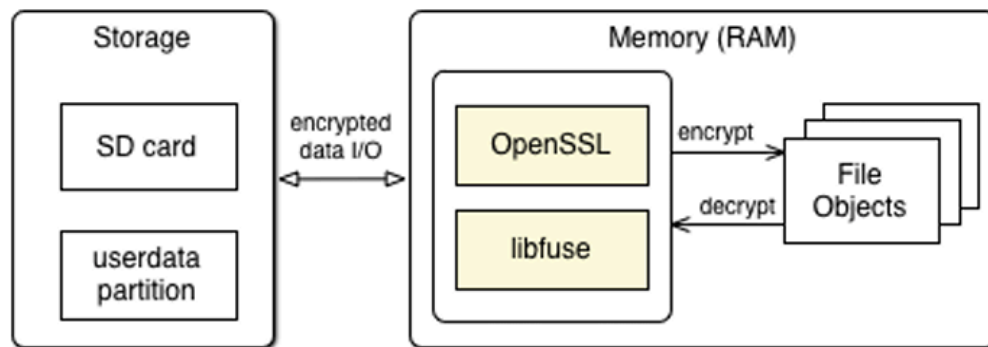 Storage
SD card
userdata
partition
encrypted
data I/O
Memory (RAM)
OpenSSL
libfuse
encrypt
decrypt
File
Objects